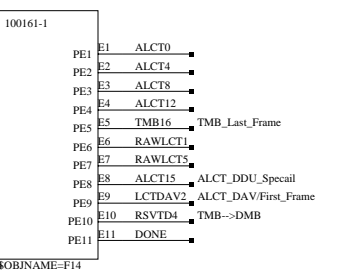 100161-1
PE1 E1 ALCT0
PE2 E2 ALCT4
PE3 E3 ALCT8
PE4 E4 ALCT12
PE5 E5 TMB16 TMB_Last_Frame
PE6 E6 RAWLCT1
PE7 E7 RAWLCT5
PE8 E8 ALCT15 ALCT_DDU_Specail
PE9 E9 LCTDAV2 ALCT_DAV/First_Frame
PE10 E10 RSVTD4 TMB-->DMB
PE11 E11 DONE
$OBJNAME=F14